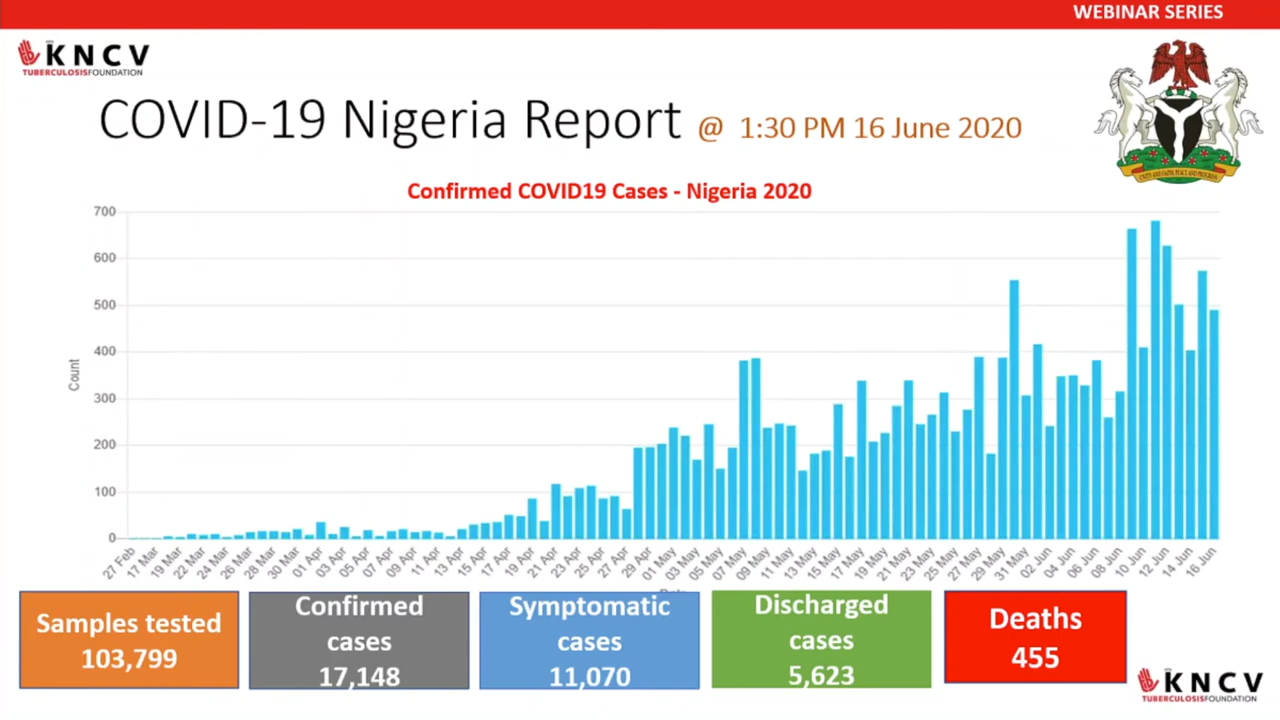 WEBINAR SERIES
KNCV
TUBERCULOSISFOUNDATION
COVID-19 Nigeria Report @ 1:30 PM 16 June 2020
UNITY AND FAITH, PEACE AND PROGRESS
Confirmed COVID19 Cases - Nigeria 2020
700
600
500
400
300
200
100
0
Count
27 Feb
17 Mar
19 Mar
22 Mar
24 Mar
26 Mar
28 Mar
30 Mar
01 Apr
03 Apr
05 Apr
07 Apr
09 Apr
11 Apr
13 Apr
15 Apr
17 Apr
19 Apr
21 Apr
23 Apr
25 Apr
27 Apr
29 Apr
01 May
03 May
05 May
07 May
09 May
11 May
13 May
15 May
17 May
19 May
21 May
23 May
25 May
27 May
29 May
31 May
02 Jun
04 Jun
06 Jun
08 Jun
10 Jun
12 Jun
14 Jun
16 Jun
Samples tested
103,799
Confirmed
cases
17,148
Symptomatic
cases
11,070
Discharged
cases
5,623
Deaths
455
KNCV
TUBERCULOSISFOUNDATION